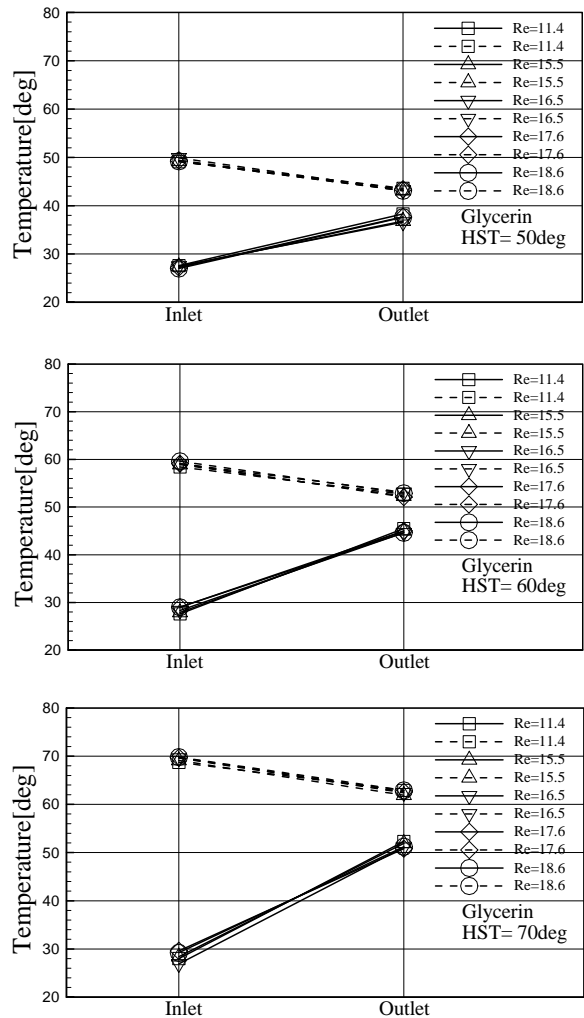 80
70
60
50
40
30
20
Temperature[deg]
Inlet
Outlet
Re=11.4
Re=11.4
Re=15.5
Re=15.5
Re=16.5
Re=16.5
Re=17.6
Re=17.6
Re=18.6
Re=18.6
Glycerin
HST= 50deg
80
70
60
50
40
30
20
Temperature[deg]
Inlet
Outlet
Re=11.4
Re=11.4
Re=15.5
Re=15.5
Re=16.5
Re=16.5
Re=17.6
Re=17.6
Re=18.6
Re=18.6
Glycerin
HST= 60deg
80
70
60
50
40
30
20
Temperature[deg]
Inlet
Outlet
Re=11.4
Re=11.4
Re=15.5
Re=15.5
Re=16.5
Re=16.5
Re=17.6
Re=17.6
Re=18.6
Re=18.6
Glycerin
HST= 70deg